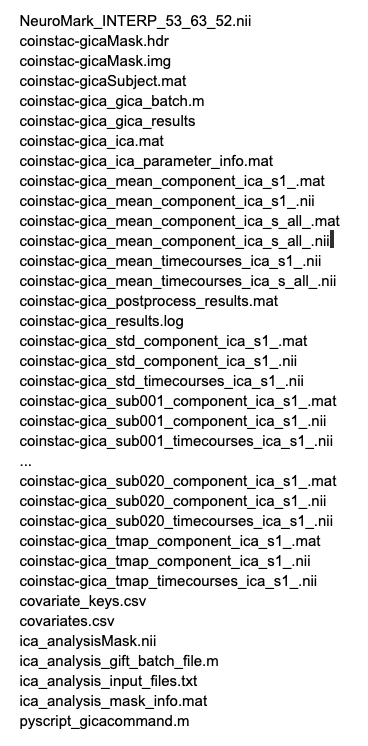 NeuroMark_INTERP_53_63_52.nii
coinstac-gicaMask.hdr
coinstac-gicaMask.img
coinstac-gicaSubject.mat
coinstac-gica_gica_batch.m
coinstac-gica_gica_results
coinstac-gica_ica.mat
coinstac-gica_ica_parameter_info.mat
coinstac-gica_mean_component_ica_s1_.mat
coinstac-gica_mean_component_ica_s1_.nii
coinstac-gica_mean_component_ica_s_all_.mat
coinstac-gica_mean_component_ica_s_all_.nii
coinstac-gica_mean_timecourses_ica_s1_.nii
coinstac-gica_mean_timecourses_ica_s_all_.nii
coinstac-gica_postprocess_results.mat
coinstac-gica_results.log
coinstac-gica_std_component_ica_s1_.mat
coinstac-gica_std_component_ica_s1_.nii
coinstac-gica_std_timecourses_ica_s1_.nii
coinstac-gica_sub001_component_ica_s1_.mat
coinstac-gica_sub001_component_ica_s1_.nii
coinstac-gica_sub001_timecourses_ica_s1_.nii
...
coinstac-gica_sub020_component_ica_s1_.mat
coinstac-gica_sub020_component_ica_s1_.nii
coinstac-gica_sub020_timecourses_ica_s1_.nii
coinstac-gica_tmap_component_ica_s1_.mat
coinstac-gica_tmap_component_ica_s1_.nii
coinstac-gica_tmap_timecourses_ica_s1_.nii
covariate_keys.csv
covariates.csv
ica_analysisMask.nii
ica_analysis_gift_batch_file.m
ica_analysis_input_files.txt
ica_analysis_mask_info.mat
pyscript_gicacommand.m